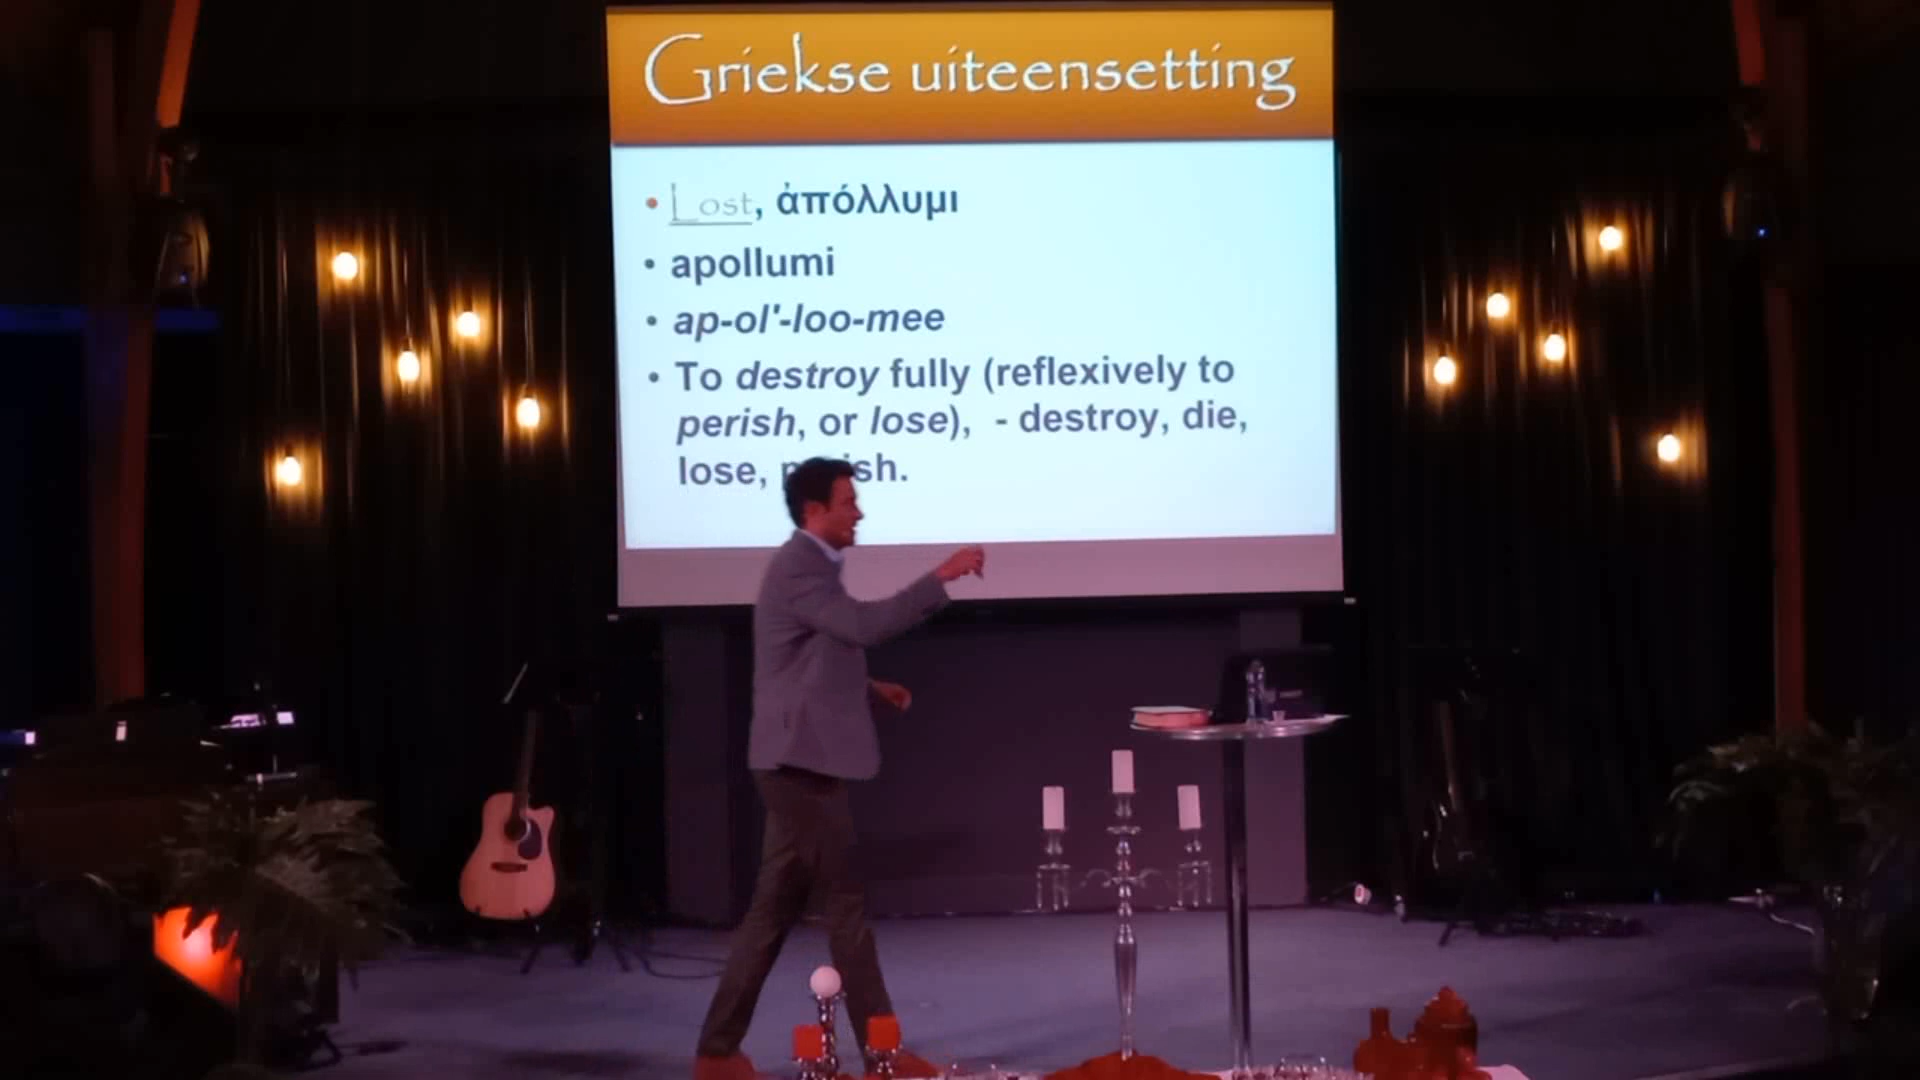 Griekse uiteensetting
• Lost, ἀπόλλυμι
• apollumi
• ap-ol'-loo-mee
• To destroy fully (reflexively to
perish, or lose), - destroy, die,
lose,